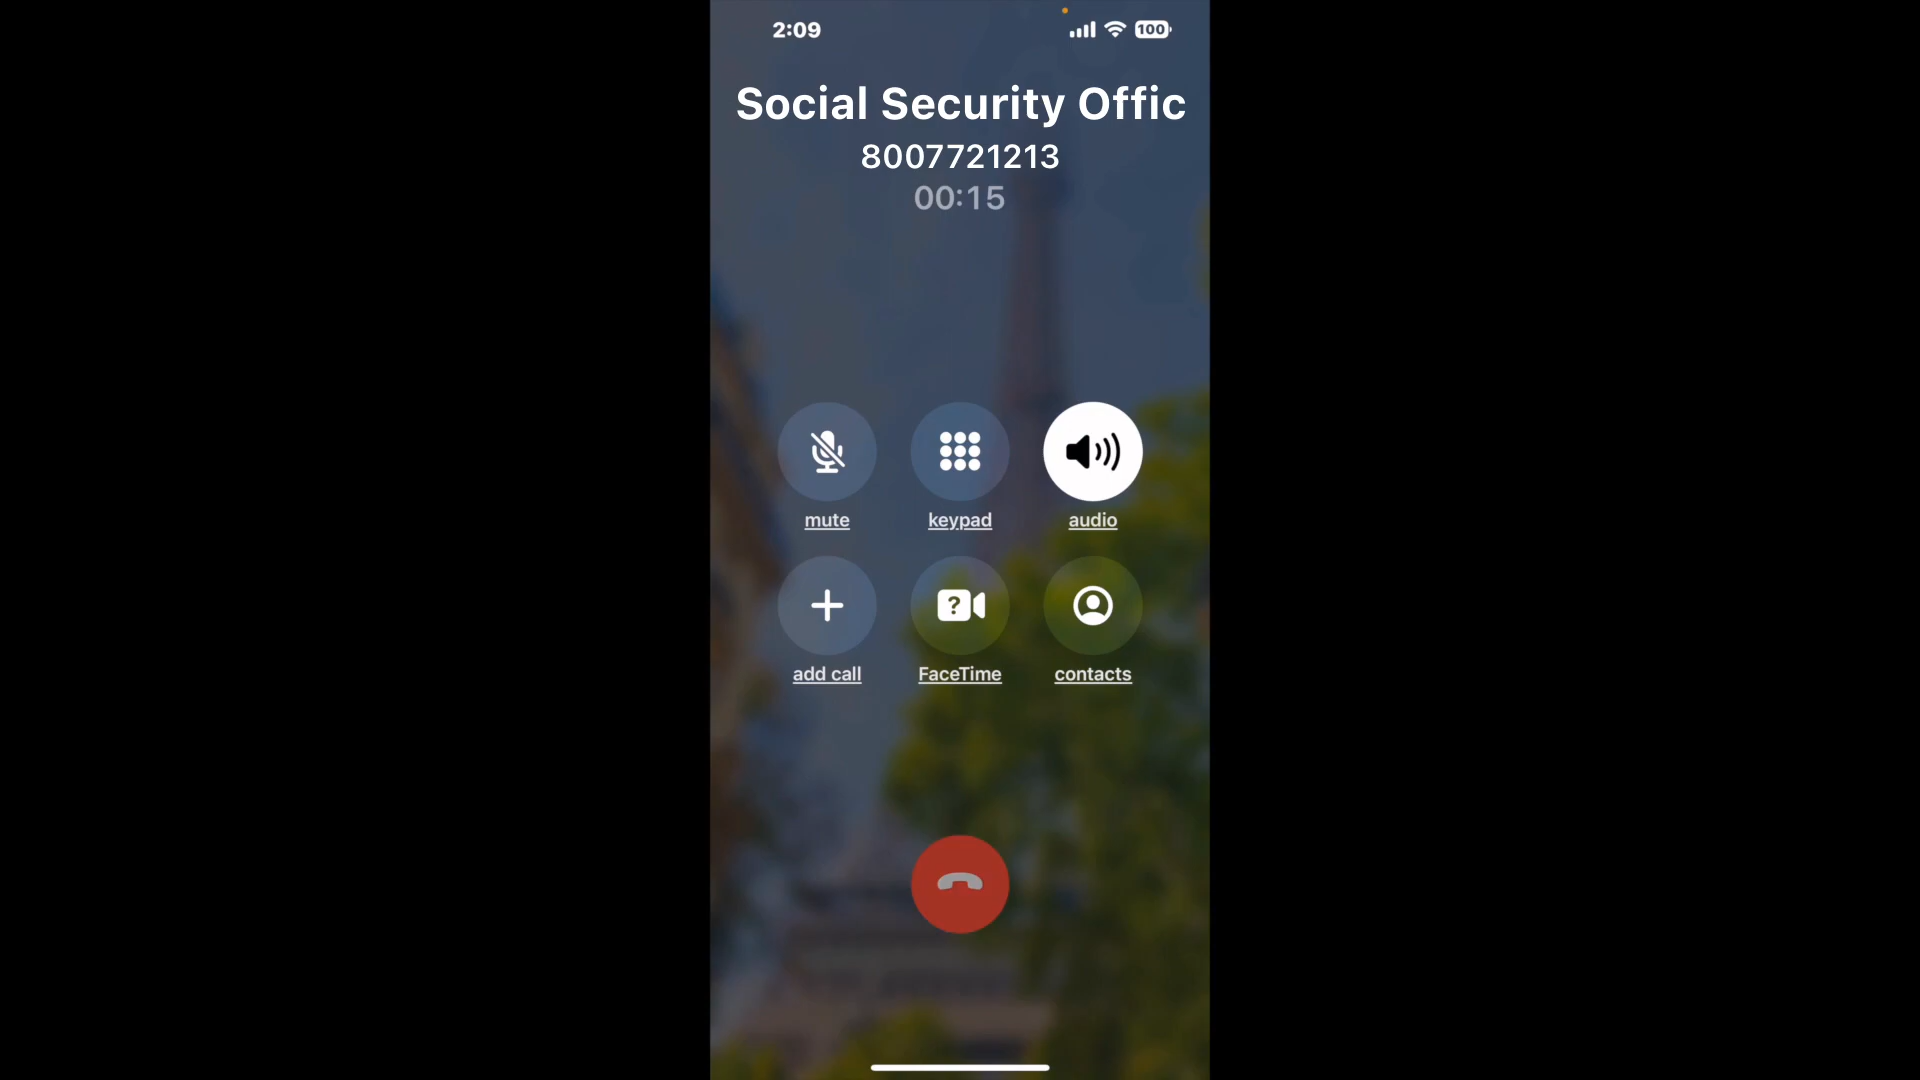 2:09
100
Social Security Offic
8007721213
00:15
mute
keypad
audio
?
add call
FaceTime
contacts